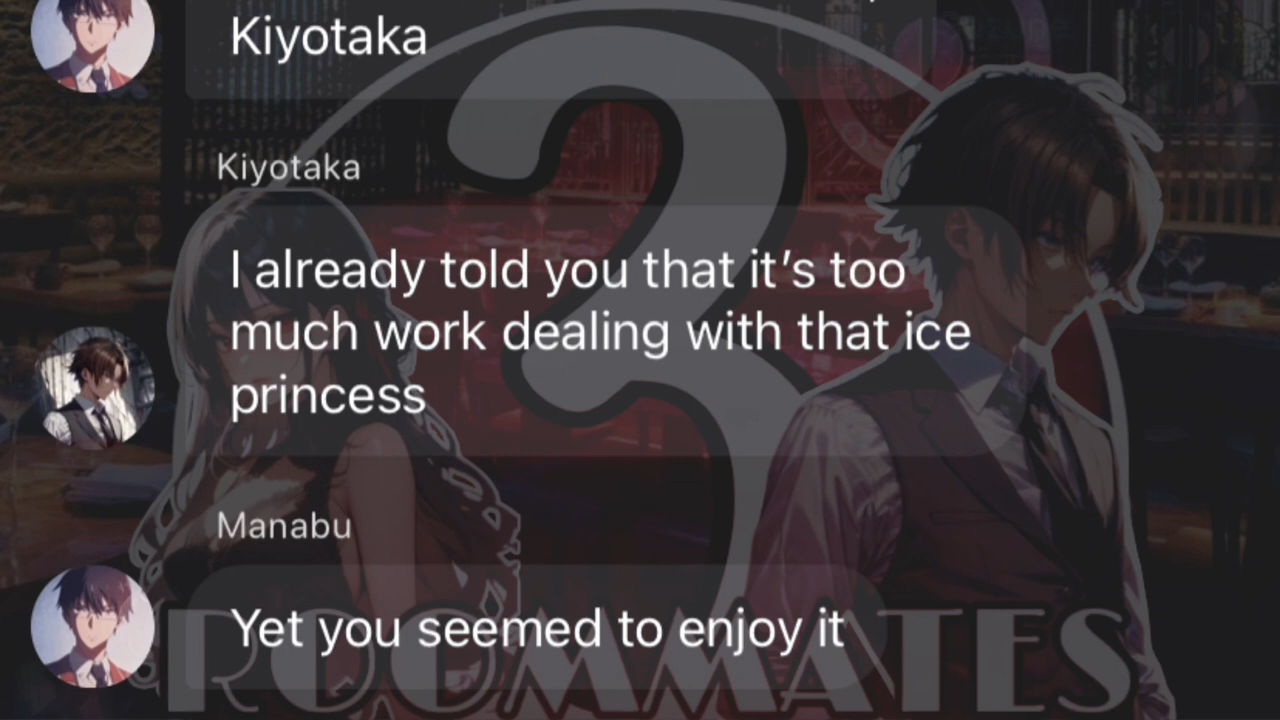 Kiyotaka
Kiyotaka
I already told you that it’s too
much work dealing with that ice
princess
Manabu
Yet you seemed to enjoy it
3
ROOMMATES